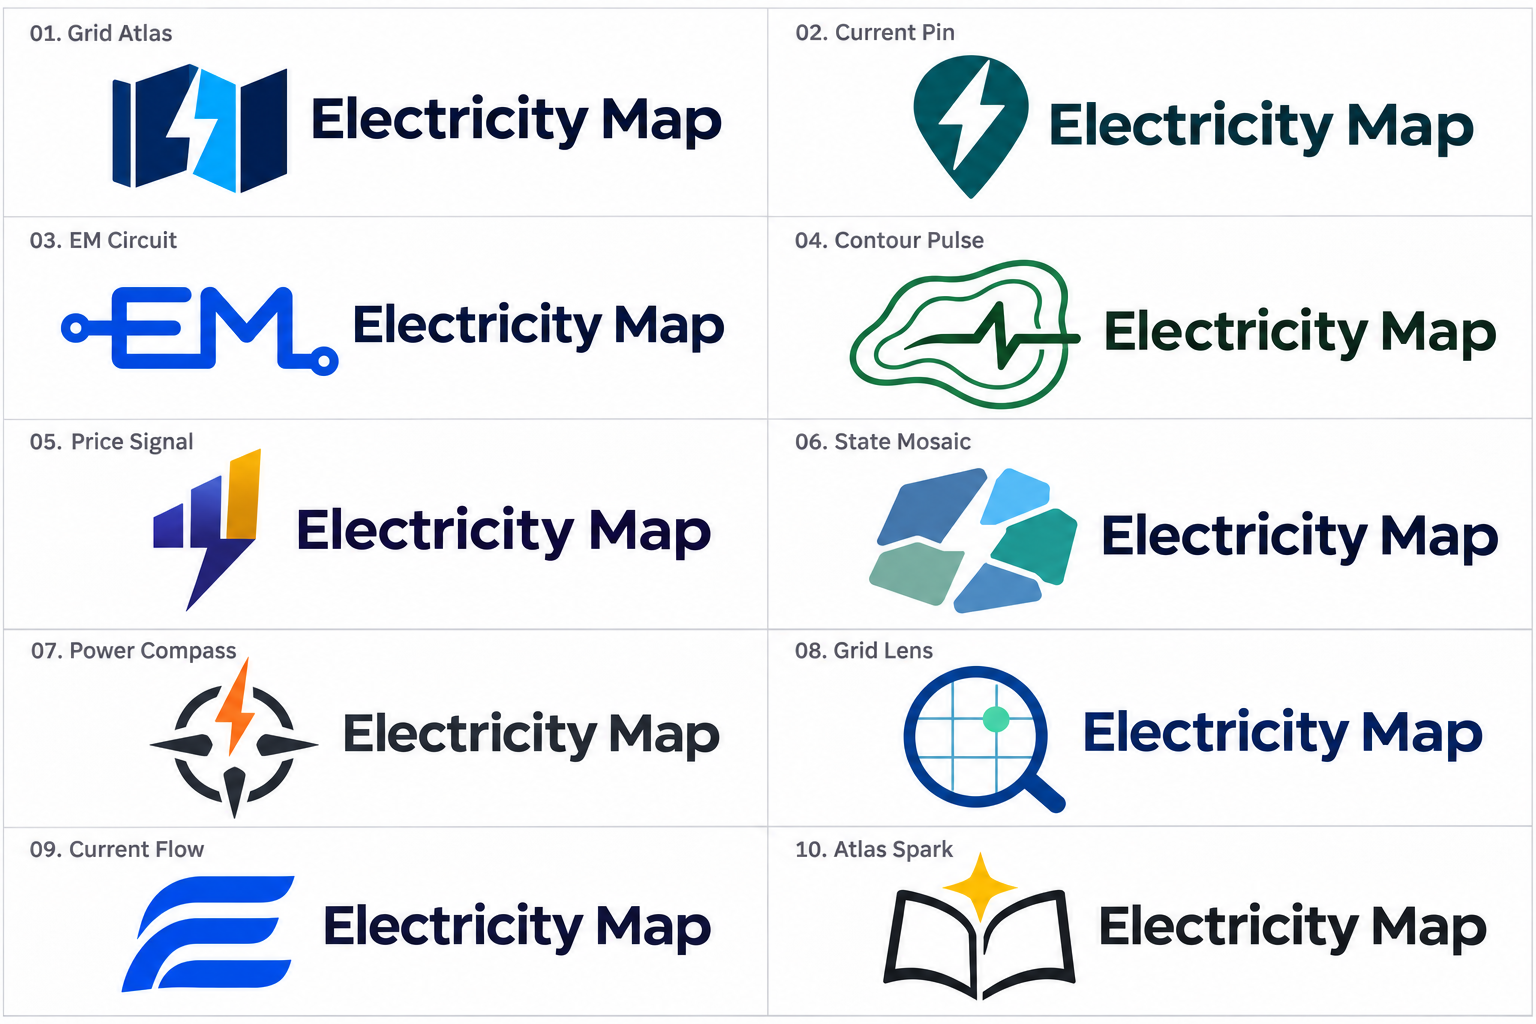 01. Grid Atlas
Electricity Map
02. Current Pin
Electricity Map
03. EM Circuit
EM
Electricity Map
04. Contour Pulse
Electricity Map
05. Price Signal
Electricity Map
06. State Mosaic
Electricity Map
07. Power Compass
Electricity Map
08. Grid Lens
Electricity Map
09. Current Flow
Electricity Map
10. Atlas Spark
Electricity Map